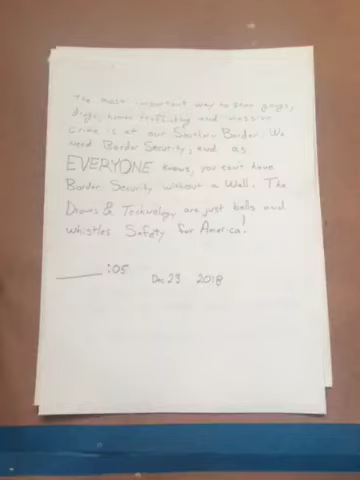 The most important way to stop gangs,
drugs, human trafficking and massive
crime is at our Southern Border. We
need Border Security, and as
EVERYONE knows, you can't have
Border Security without a Wall. The
Drones & Technology are just bells and
whistles Safety for America!
______:05
Dec 23 2018